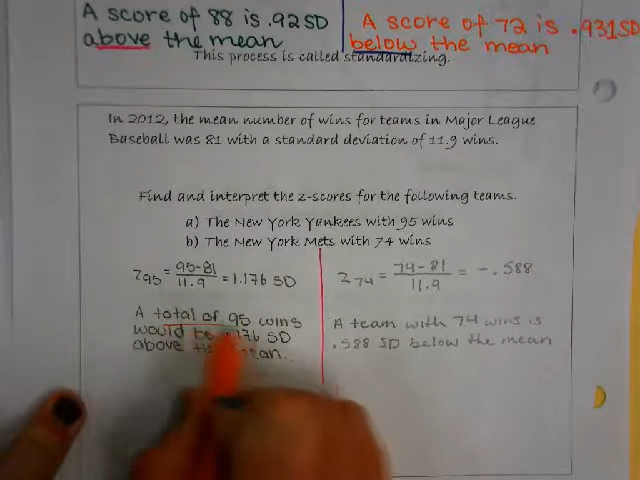 A score of 88 is .92 SD
above the mean
A score of 72 is .931 SD
below the mean
This process is called standardizing.
In 2012, the mean number of wins for teams in Major League
Baseball was 81 with a standard deviation of 11.9 wins.
Find and interpret the z-scores for the following teams.
a) The New York Yankees with 95 wins
b) The New York Mets with 74 wins
Z95 = 95-81 / 11.9 = 1.176 SD
A total of 95 wins
would be .176 SD
above mean.
Z74 = 74-81 / 11.9 = -.588
A team with 74 wins is
.588 SD below the mean